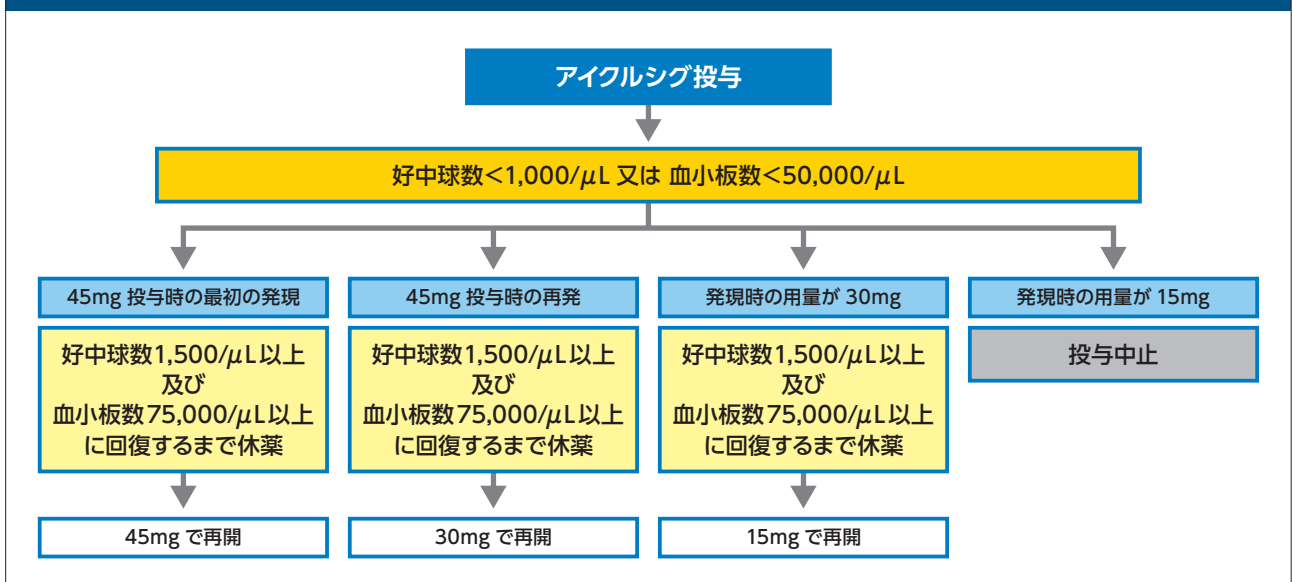 アイクルシグ投与
好中球数<1,000/μL 又は 血小板数<50,000/μL
45mg 投与時の最初の発現
好中球数1,500/μL以上
及び
血小板数75,000/μL以上
に回復するまで休薬
45mg で再開
45mg 投与時の再発
好中球数1,500/μL以上
及び
血小板数75,000/μL以上
に回復するまで休薬
30mg で再開
発現時の用量が 30mg
好中球数1,500/μL以上
及び
血小板数75,000/μL以上
に回復するまで休薬
15mg で再開
発現時の用量が 15mg
投与中止